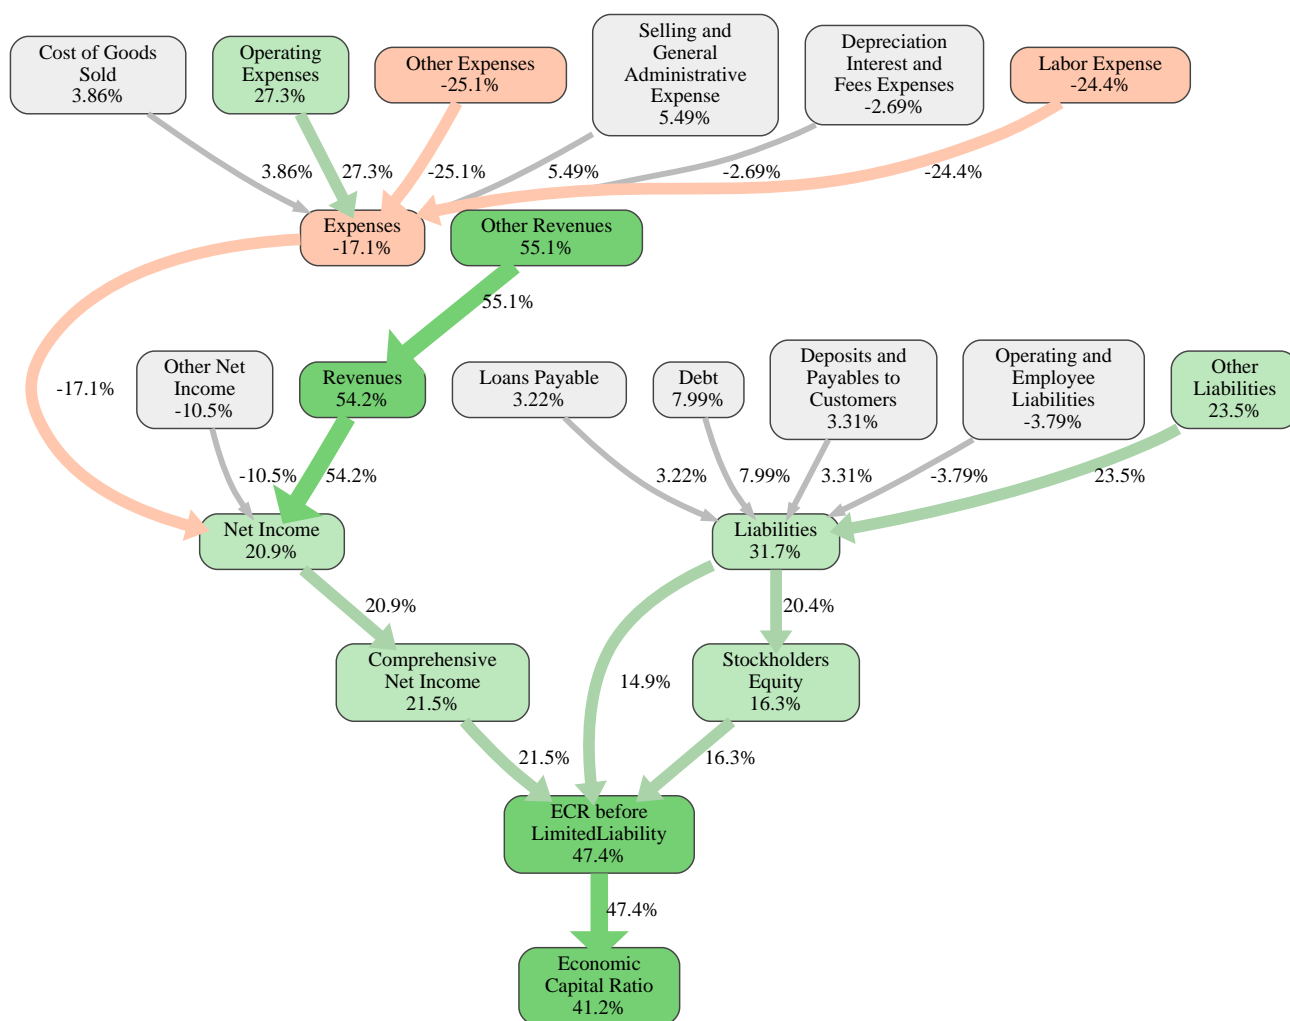 Cost of Goods
Sold
3.86%
Operating
Expenses
27.3%
Other Expenses
-25.1%
Selling and
General
Administrative
Expense
5.49%
Depreciation
Interest and
Fees Expenses
-2.69%
Labor Expense
-24.4%
3.86%
27.3%
-25.1%
5.49%
-2.69%
-24.4%
Expenses
-17.1%
Other Revenues
55.1%
55.1%
-17.1%
Other Net
Income
-10.5%
Revenues
54.2%
Loans Payable
3.22%
Debt
7.99%
Deposits and
Payables to
Customers
3.31%
Operating and
Employee
Liabilities
-3.79%
Other
Liabilities
23.5%
-10.5%
54.2%
3.22%
7.99%
3.31%
-3.79%
23.5%
Net Income
20.9%
Liabilities
31.7%
20.9%
20.4%
Comprehensive
Net Income
21.5%
14.9%
Stockholders
Equity
16.3%
21.5%
16.3%
ECR before
LimitedLiability
47.4%
47.4%
Economic
Capital Ratio
41.2%